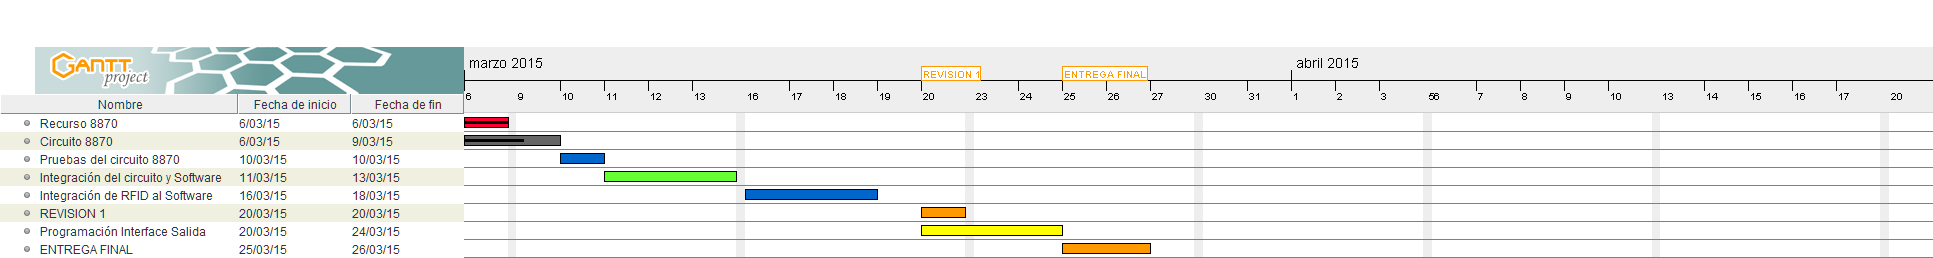 GANTT
project
marzo 2015
abril 2015
REVISION 1
ENTREGA FINAL
6 9 10 11 12 13 16 17 18 19 20 23 24 25 26 27 30 31 1 2 3 56 7 8 9 10 13 14 15 16 17 20
Nombre Fecha de inicio Fecha de fin
Recurso 8870 6/03/15 6/03/15
Circuito 8870 6/03/15 9/03/15
Pruebas del circuito 8870 10/03/15 10/03/15
Integración del circuito y Software 11/03/15 13/03/15
Integración de RFID al Software 16/03/15 18/03/15
REVISION 1 20/03/15 20/03/15
Programación Interface Salida 20/03/15 24/03/15
ENTREGA FINAL 25/03/15 26/03/15